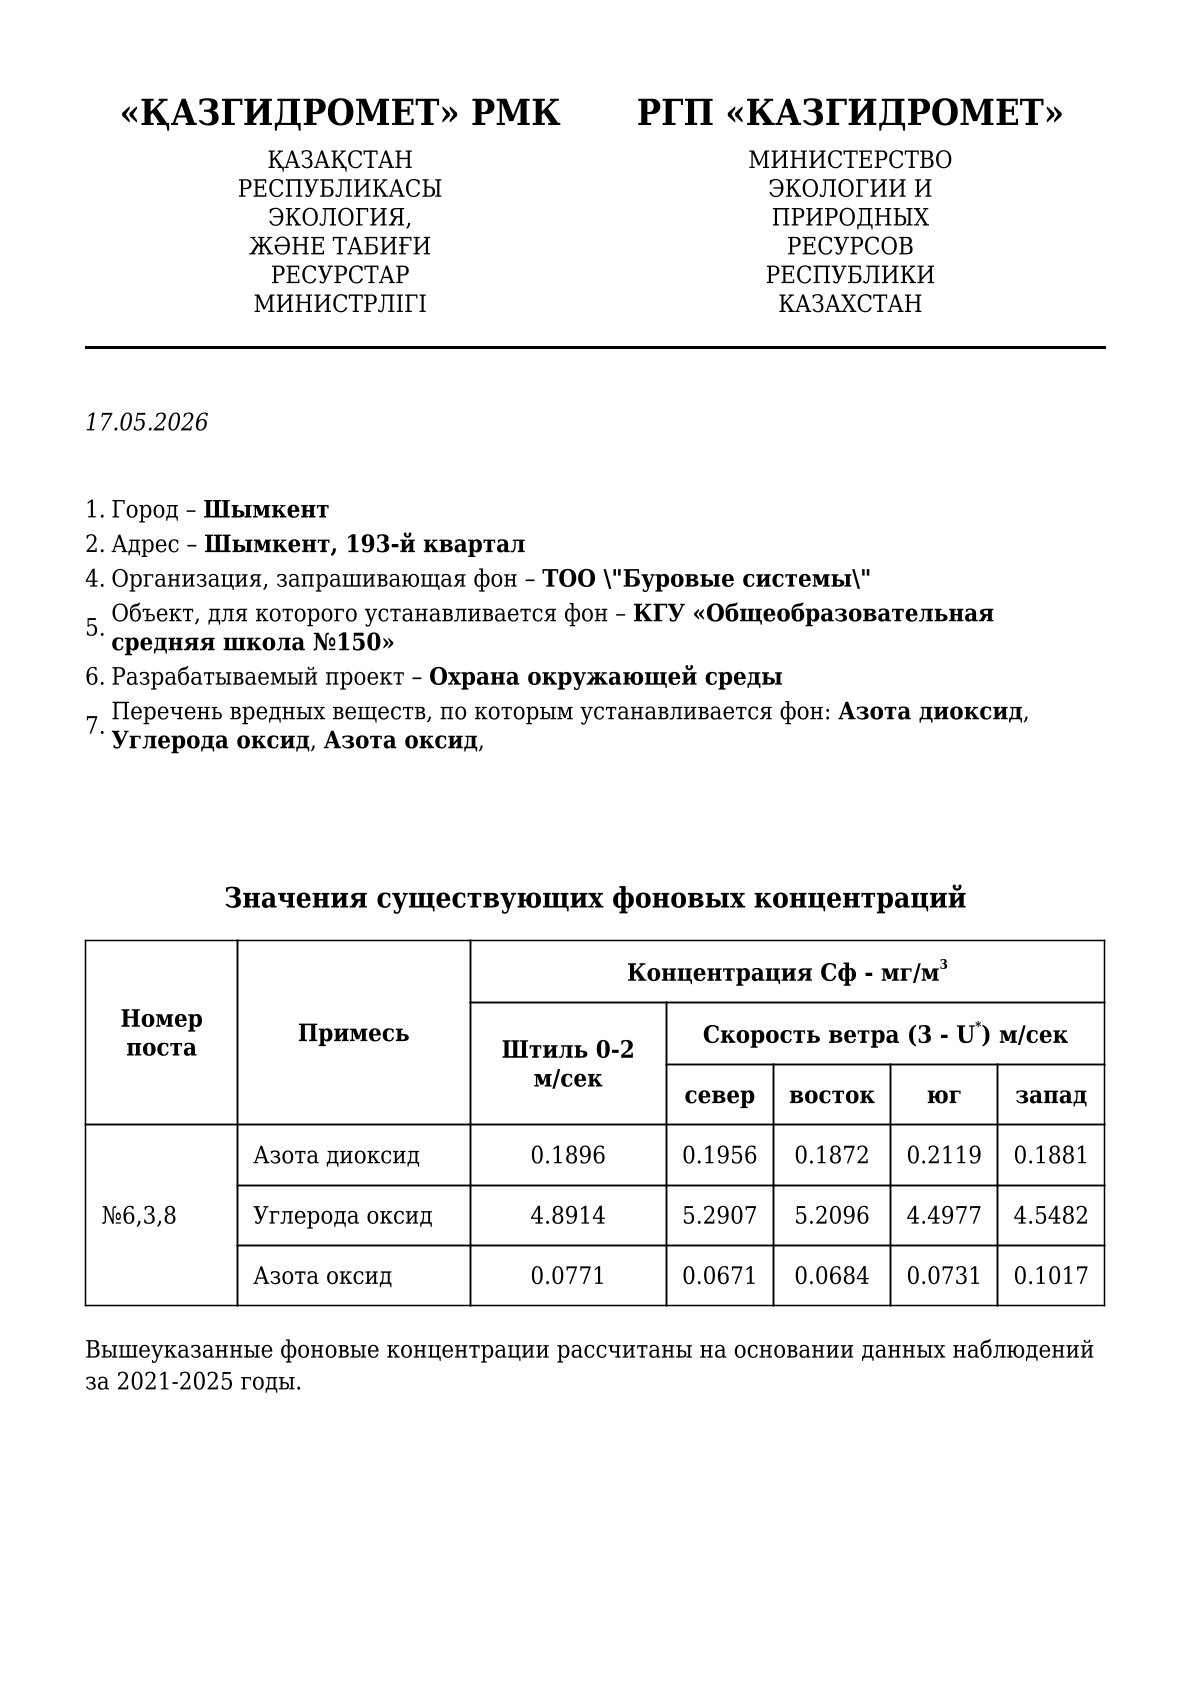 «ҚАЗГИДРОМЕТ» РМК
ҚАЗАҚСТАН
РЕСПУБЛИКАСЫ
ЭКОЛОГИЯ,
ЖӘНЕ ТАБИҒИ
РЕСУРСТАР
МИНИСТРЛІГІ
РГП «КАЗГИДРОМЕТ»
МИНИСТЕРСТВО
ЭКОЛОГИИ И
ПРИРОДНЫХ
РЕСУРСОВ
РЕСПУБЛИКИ
КАЗАХСТАН
17.05.2026
1. Город – Шымкент
2. Адрес – Шымкент, 193-й квартал
4. Организация, запрашивающая фон – ТОО \"Буровые системы\"
5. Объект, для которого устанавливается фон – КГУ «Общеобразовательная
средняя школа №150»
6. Разрабатываемый проект – Охрана окружающей среды
7. Перечень вредных веществ, по которым устанавливается фон: Азота диоксид,
Углерода оксид, Азота оксид,
Значения существующих фоновых концентраций
Номер
поста
Примесь
Концентрация Сф - мг/м³
Штиль 0-2
м/сек
Скорость ветра (3 - U*) м/сек
север восток юг запад
№6,3,8
Азота диоксид 0.1896 0.1956 0.1872 0.2119 0.1881
Углерода оксид 4.8914 5.2907 5.2096 4.4977 4.5482
Азота оксид 0.0771 0.0671 0.0684 0.0731 0.1017
Вышеуказанные фоновые концентрации рассчитаны на основании данных наблюдений
за 2021-2025 годы.